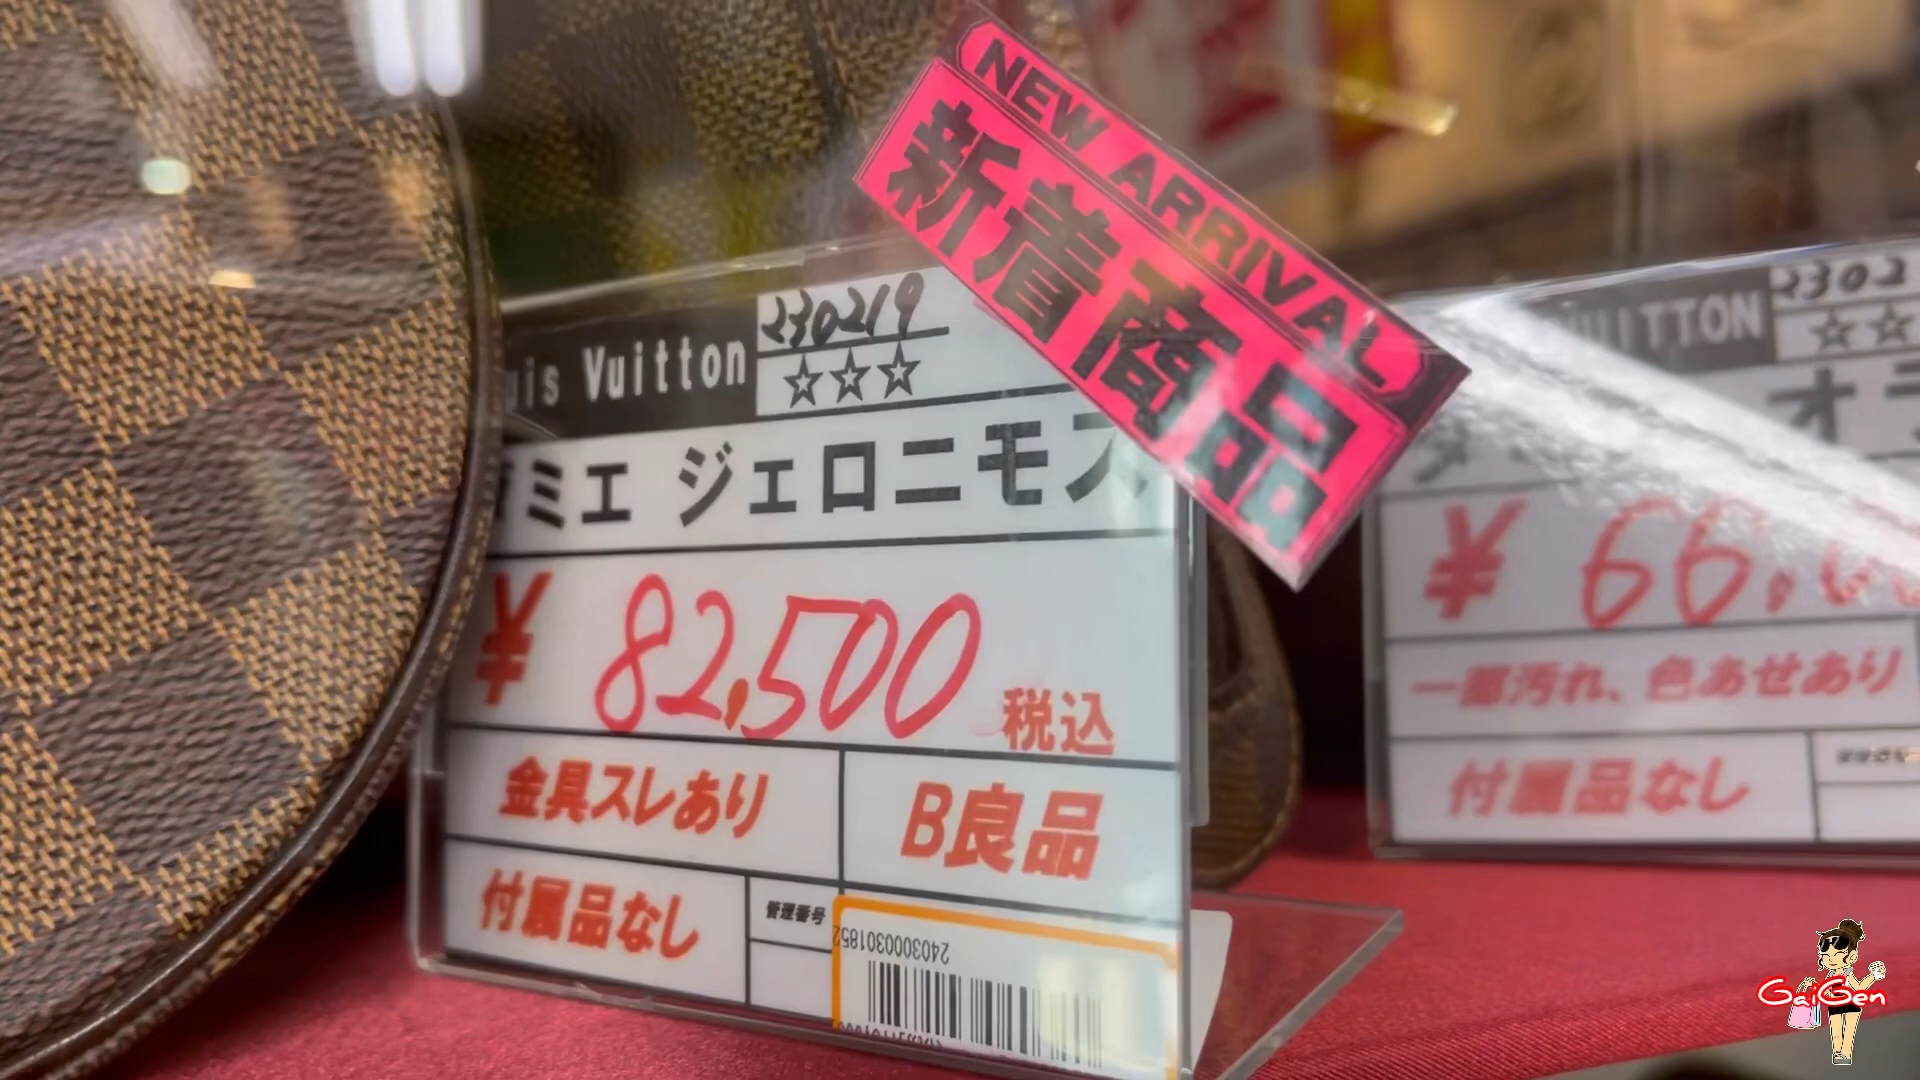 NEW ARRIVAL
新着商品
uis Vuitton
230219
☆☆☆
ミエ ジェロニモス
¥ 82,500 税込
金具スレあり
B良品
付属品なし
管理番号
2403000301852
UITTON
2302
☆☆
オ
¥ 66,0
一部汚れ、色あせあり
付属品なし
GaiGen